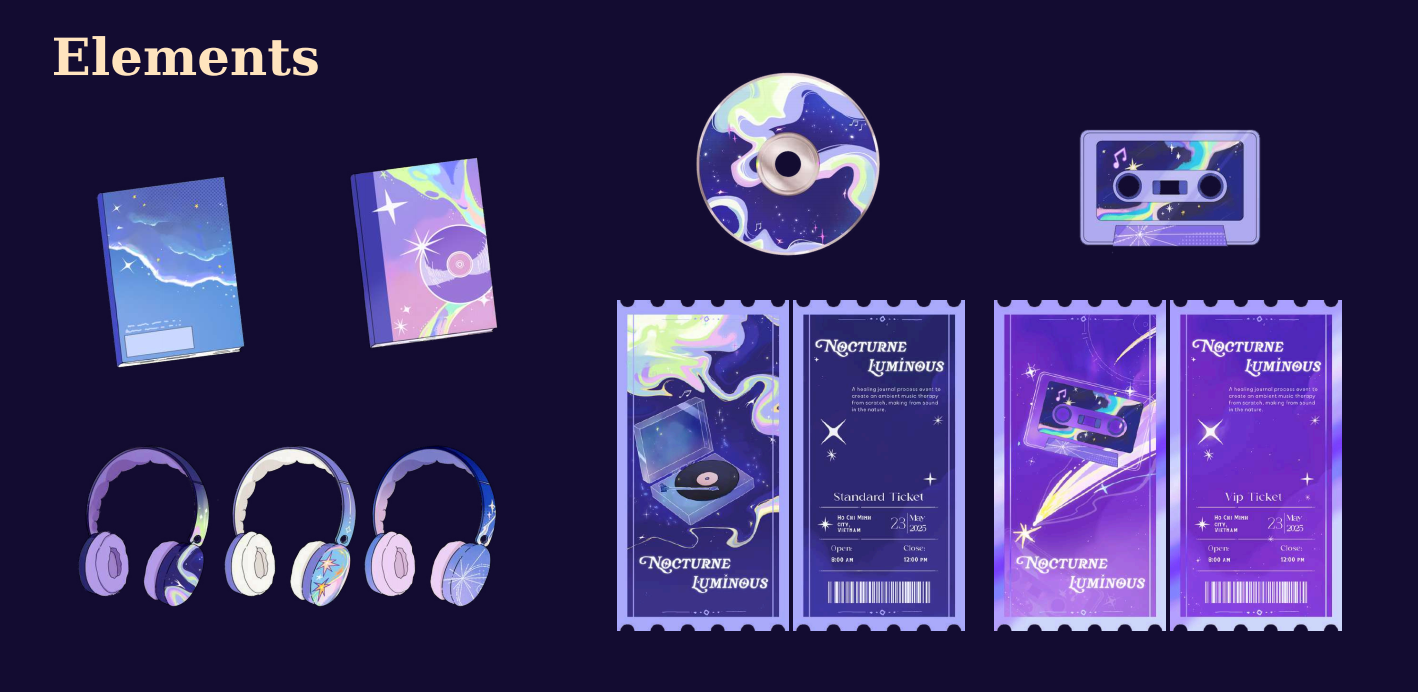 Elements
Nocturne
Luminous
Nocturne
Luminous
A healing journal process event to
create an ambient music therapy
from scratch, making from sound
in the nature.
Standard Ticket
Ho Chi Minh
city,
Vietnam
23
May
2025
Open:
8:00 AM
Close:
12:00 PM
Nocturne
Luminous
Nocturne
Luminous
A healing journal process event to
create an ambient music therapy
from scratch, making from sound
in the nature.
Vip Ticket
Ho Chi Minh
city,
Vietnam
23
May
2025
Open:
8:00 AM
Close:
12:00 PM